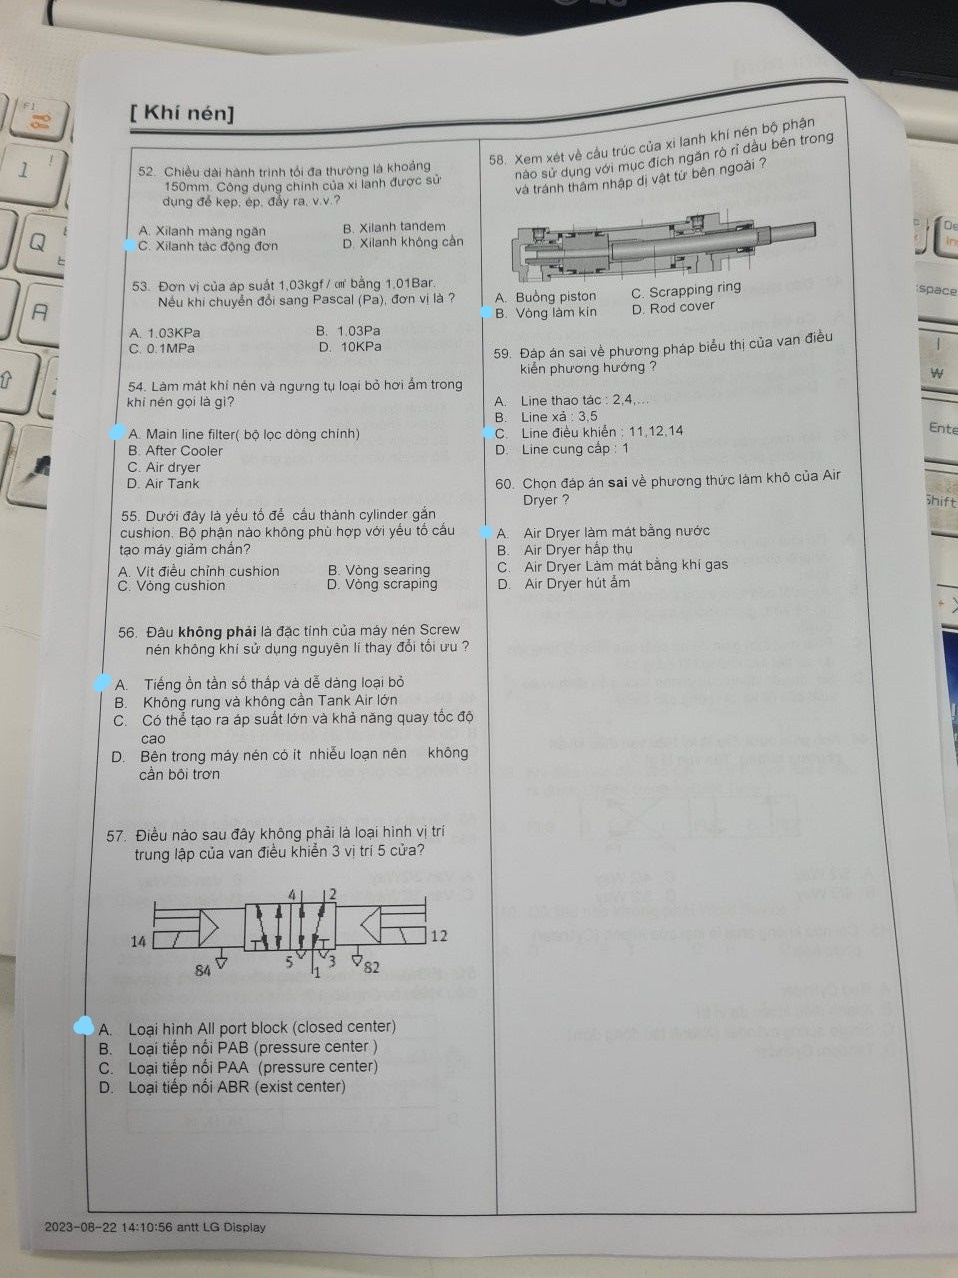 [ Khí nén]
52. Chiều dài hành trình tối đa thường là khoảng
150mm. Công dụng chính của xi lanh được sử
dụng để kẹp, ép, đẩy ra, v.v.?
A. Xilanh màng ngăn
B. Xilanh tandem
C. Xilanh tác động đơn
D. Xilanh không cần
53. Đơn vị của áp suất 1,03kgf / ㎠ bằng 1,01Bar.
Nếu khi chuyển đổi sang Pascal (Pa), đơn vị là ?
A. 1.03KPa
B. 1.03Pa
C. 0.1MPa
D. 10KPa
54. Làm mát khí nén và ngưng tụ loại bỏ hơi ẩm trong
khí nén gọi là gì?
A. Main line filter( bộ lọc dòng chính)
B. After Cooler
C. Air dryer
D. Air Tank
55. Dưới đây là yếu tố để cấu thành cylinder gắn
cushion. Bộ phận nào không phù hợp với yếu tố cấu
tạo máy giảm chấn?
A. Vít điều chỉnh cushion
B. Vòng searing
C. Vòng cushion
D. Vòng scraping
56. Đâu không phải là đặc tính của máy nén Screw
nén không khí sử dụng nguyên lí thay đổi tối ưu ?
A. Tiếng ồn tần số thấp và dễ dàng loại bỏ
B. Không rung và không cần Tank Air lớn
C. Có thể tạo ra áp suất lớn và khả năng quay tốc độ
cao
D. Bên trong máy nén có ít nhiễu loạn nên không
cần bôi trơn
57. Điều nào sau đây không phải là loại hình vị trí
trung lập của van điều khiển 3 vị trí 5 cửa?
4 2
14 12
84 5 1 3 82
A. Loại hình All port block (closed center)
B. Loại tiếp nối PAB (pressure center )
C. Loại tiếp nối PAA (pressure center)
D. Loại tiếp nối ABR (exist center)
58. Xem xét về cấu trúc của xi lanh khí nén bộ phận
nào sử dụng với mục đích ngăn rò rỉ dầu bên trong
và tránh thâm nhập dị vật từ bên ngoài ?
A. Buồng piston
C. Scrapping ring
B. Vòng làm kín
D. Rod cover
59. Đáp án sai về phương pháp biểu thị của van điều
kiển phương hướng ?
A. Line thao tác : 2,4,...
B. Line xả : 3,5
C. Line điều khiển : 11,12,14
D. Line cung cấp : 1
60. Chọn đáp án sai về phương thức làm khô của Air
Dryer ?
A. Air Dryer làm mát bằng nước
B. Air Dryer hấp thụ
C. Air Dryer Làm mát bằng khí gas
D. Air Dryer hút ẩm
2023-08-22 14:10:56 antt LG Display
F1
!
1
Q
A
space
₩
Ente
Shift